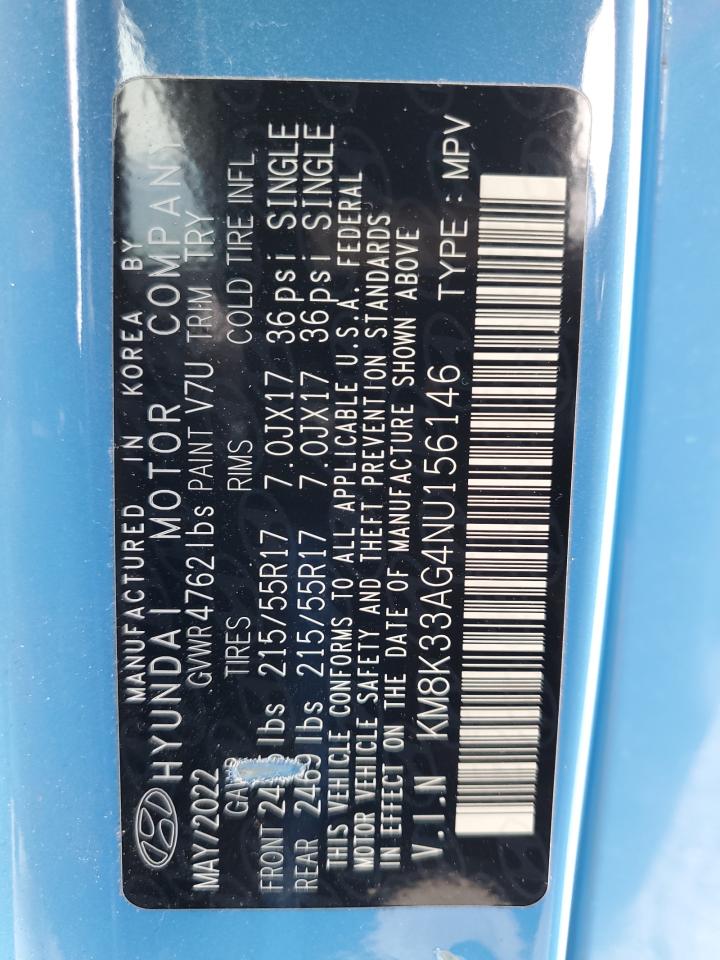 MANUFACTURED IN KOREA BY
HYUNDAI MOTOR COMPANY
MAY/2022 GVWR 4762 lbs PAINT V7U TRIM TRY
TIRES RIMS COLD TIRE INFL
FRONT lbs 215/55R17 7.0JX17 36psi SINGLE
REAR 2469 lbs 215/55R17 7.0JX17 36psi SINGLE
THIS VEHICLE CONFORMS TO ALL APPLICABLE U.S.A. FEDERAL
MOTOR VEHICLE SAFETY AND THEFT PREVENTION STANDARDS
IN EFFECT ON THE DATE OF MANUFACTURE SHOWN ABOVE
V.I.N KM8K33AG4NU156146 TYPE : MPV